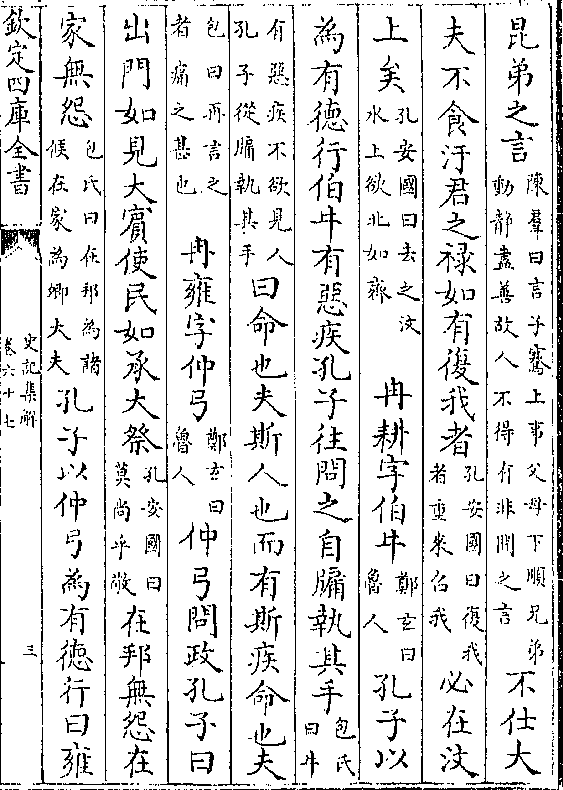 昆弟之言陳羣曰言子騫上事父母下順兄弟動靜盡善故人不得有非間之言不仕大
夫不食汙君之祿如有復我者孔安國曰復我者重來召我必在汶
上矣孔安國曰去之汶水上欲北如齊　冉耕字伯牛鄭玄曰魯人孔子以
為有德行伯牛有惡疾孔子往問之自牖執其手包氏曰牛
有惡疾不欲見人孔子從牖執其手曰命也夫斯人也而有斯疾命也夫
包曰再言之者痛之甚也　冉雍字仲弓鄭玄曰魯人仲弓問政孔子曰
出門如見大賓使民如承大祭孔安國曰莫尚乎敬在邦無怨在
家無怨包氏曰在邦為諸候在家為卿大夫孔子以仲弓為有德行曰雍
欽定四庫全書
史記集解
卷六十七
三